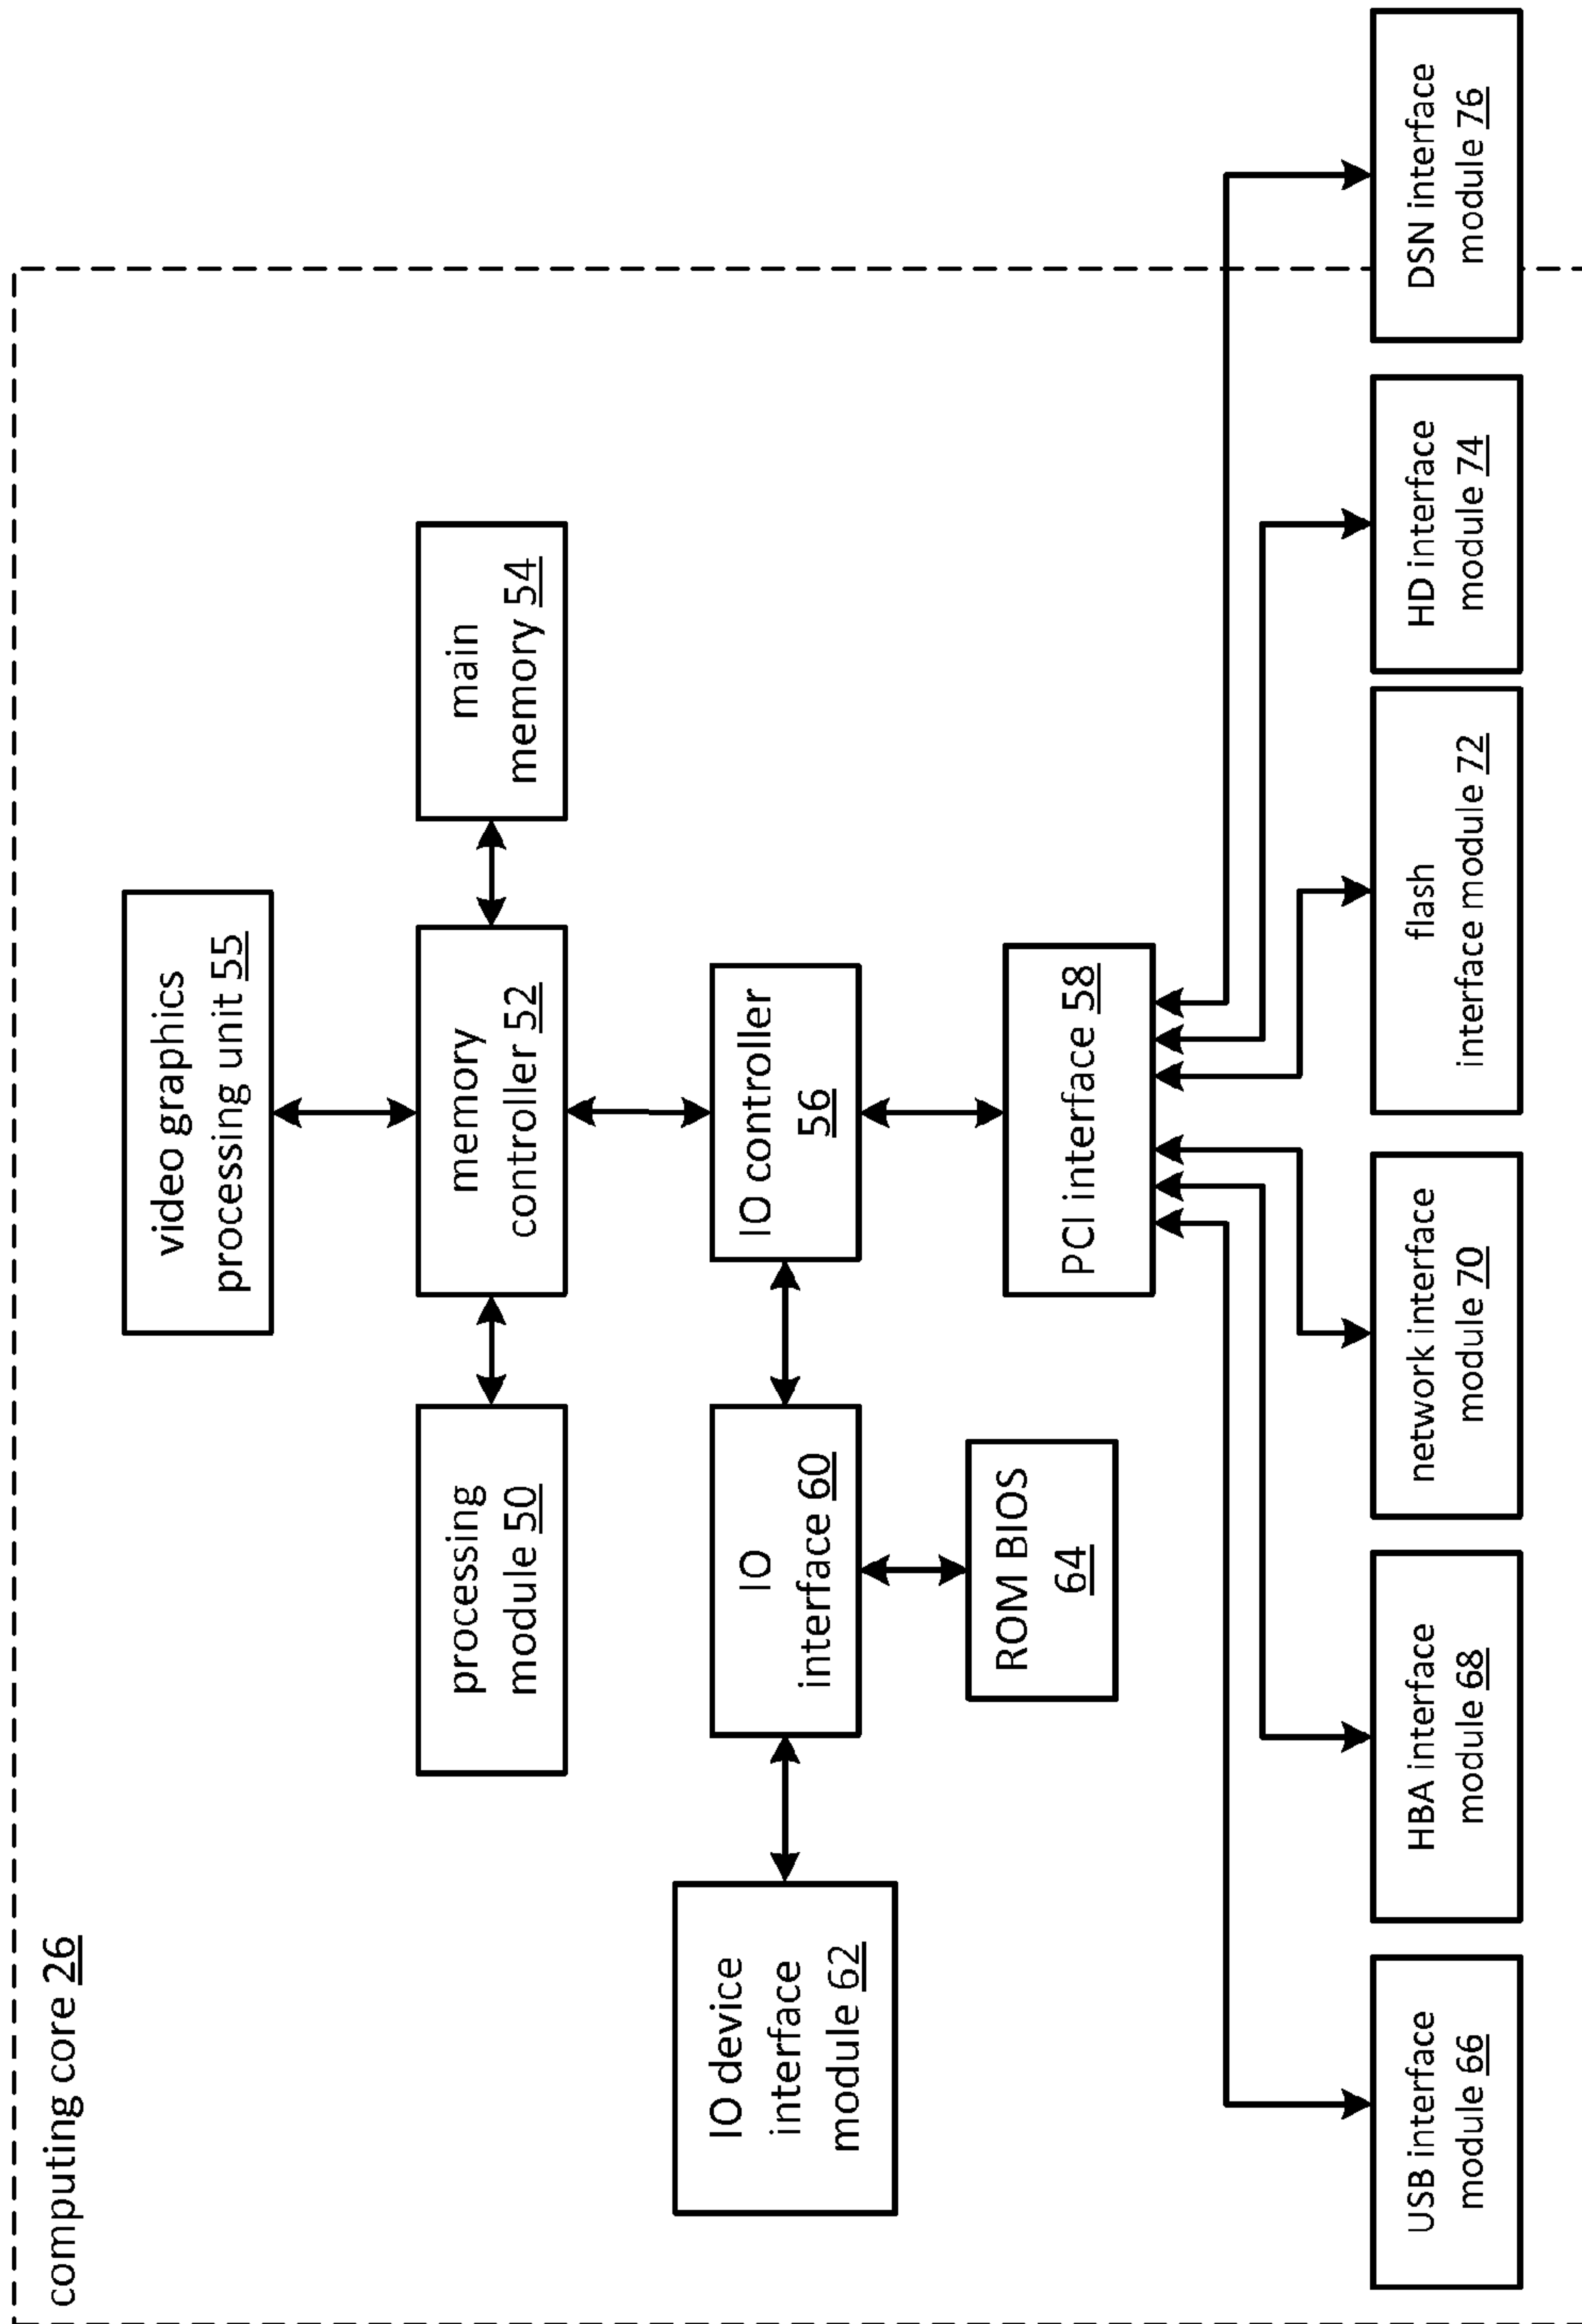 computing core 26
video graphics
processing unit 55
processing
module 50
memory
controller 52
main
memory 54
IO device
interface
module 62
IO
interface 60
IO controller
56
ROM BIOS
64
PCI interface 58
USB interface
module 66
HBA interface
module 68
network interface
module 70
flash
interface module 72
HD interface
module 74
DSN interface
module 76